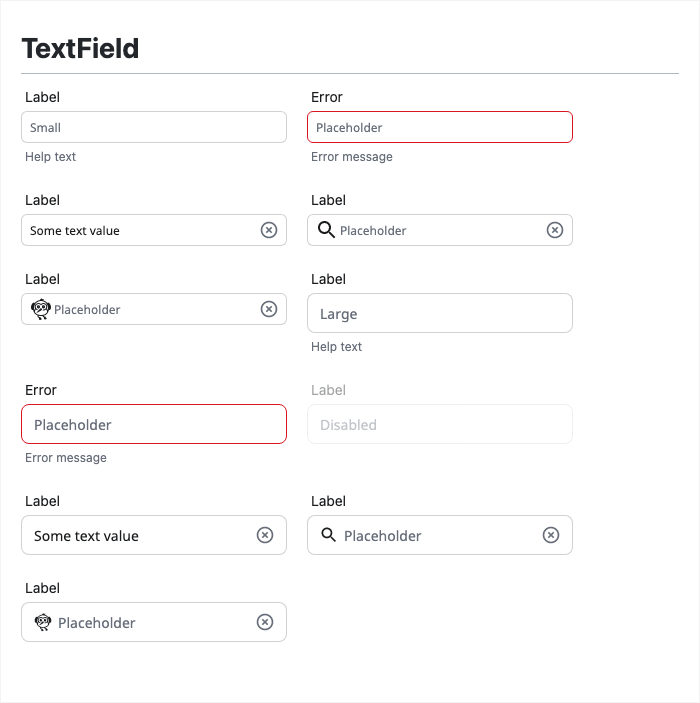 TextField
Label
Small
Help text
Error
Placeholder
Error message
Label
Some text value
Label
Placeholder
Label
Placeholder
Label
Large
Help text
Error
Placeholder
Error message
Label
Disabled
Label
Some text value
Label
Placeholder
Label
Placeholder